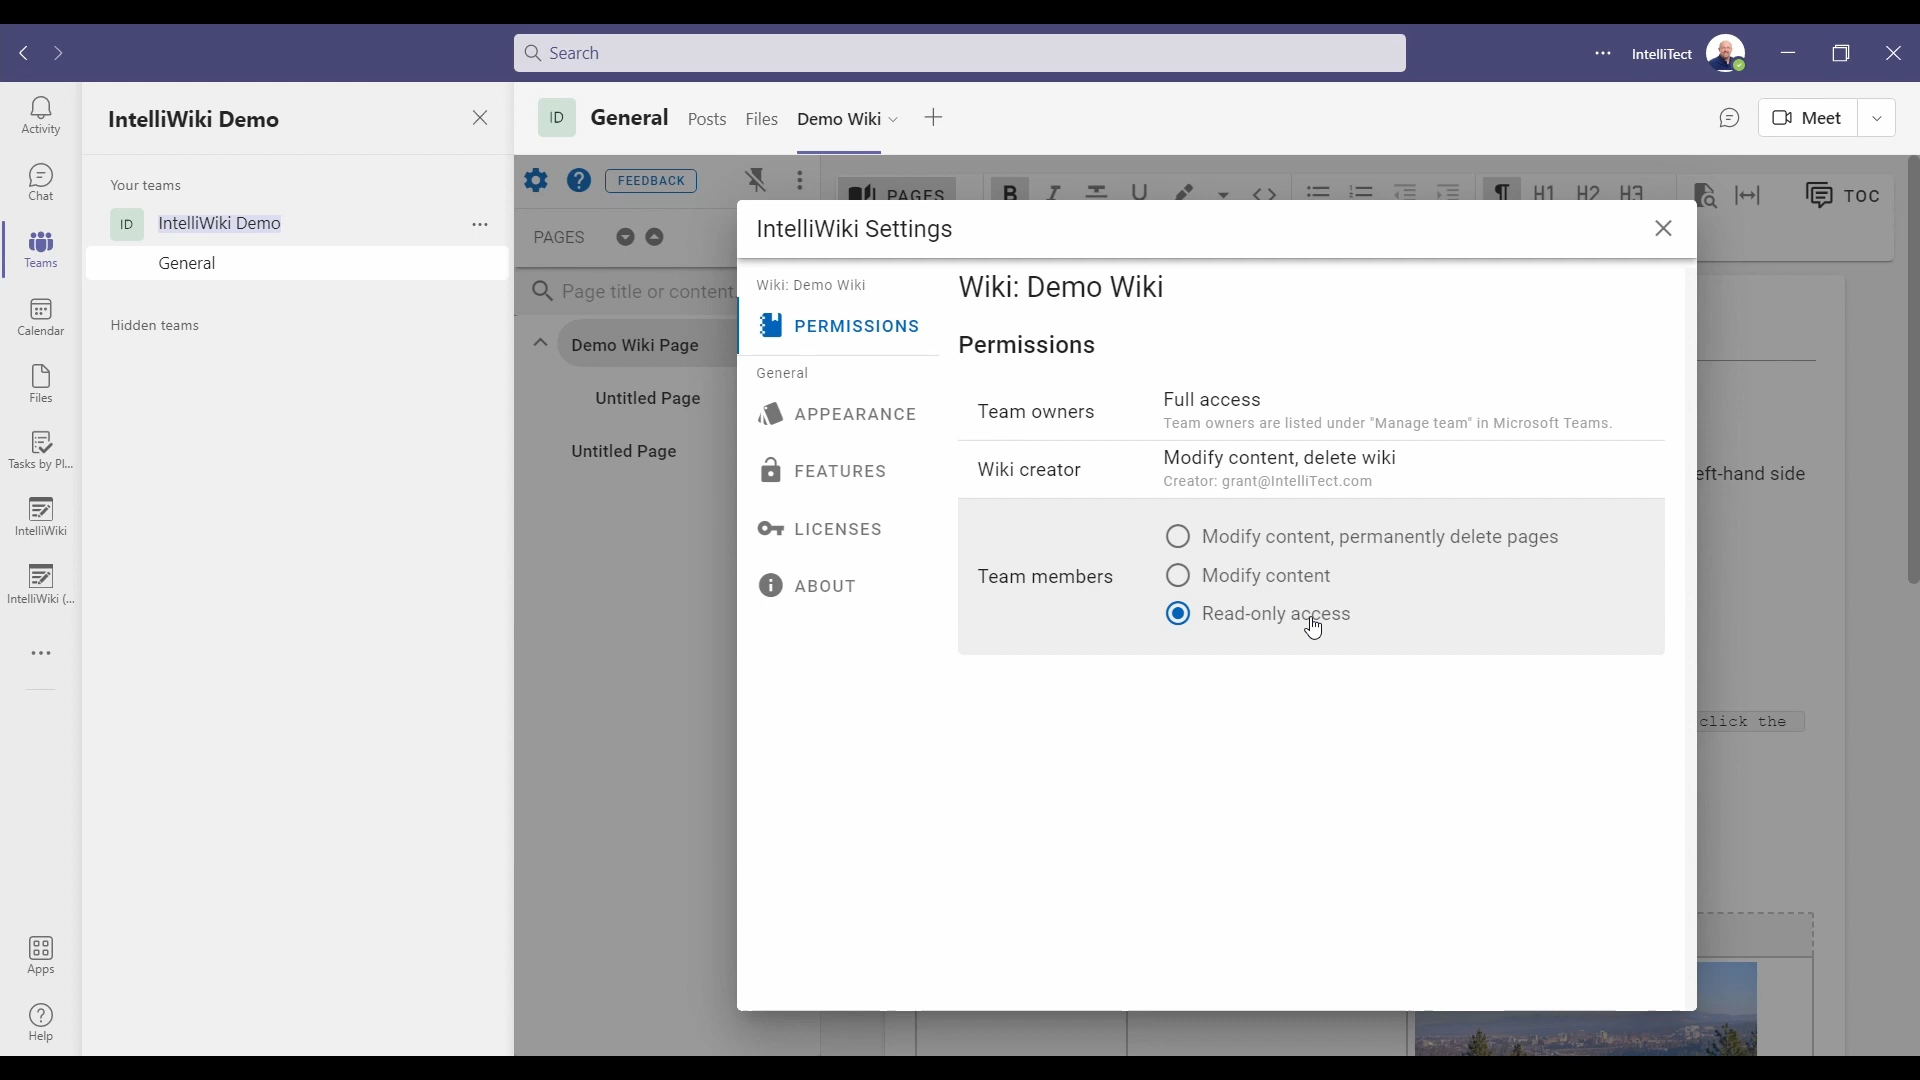 Search
IntelliTect
Activity
Chat
Teams
Calendar
Files
Tasks by Pl...
IntelliWiki
IntelliWiki (...
Apps
Help
IntelliWiki Demo
Your teams
ID IntelliWiki Demo
General
Hidden teams
ID General Posts Files Demo Wiki
Meet
FEEDBACK
PAGES B I U H1 H2 H3 TOC
PAGES
Page title or content
Demo Wiki Page
Untitled Page
Untitled Page
IntelliWiki Settings
Wiki: Demo Wiki
PERMISSIONS
General
APPEARANCE
FEATURES
LICENSES
ABOUT
Wiki: Demo Wiki
Permissions
Team owners
Full access
Team owners are listed under "Manage team" in Microsoft Teams.
Wiki creator
Modify content, delete wiki
Creator: grant@IntelliTect.com
Team members
Modify content, permanently delete pages
Modify content
Read-only access
eft-hand side
click the